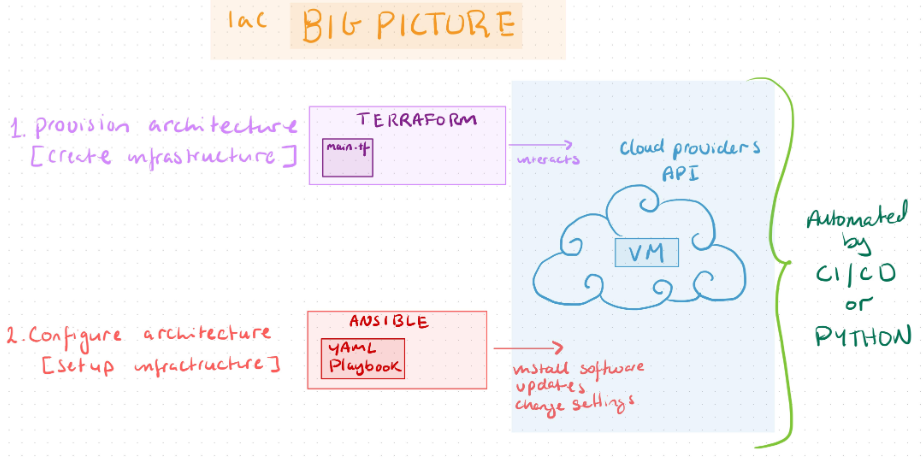 IaC BIG PICTURE
1. Provision architecture
[create infrastructure]
TERRAFORM
main.tf
interacts
cloud providers
API
VM
2. Configure architecture
[setup infractructure]
ANSIBLE
YAML
Playbook
install software
updates
change settings
Automated
by
CI/CD
or
PYTHON